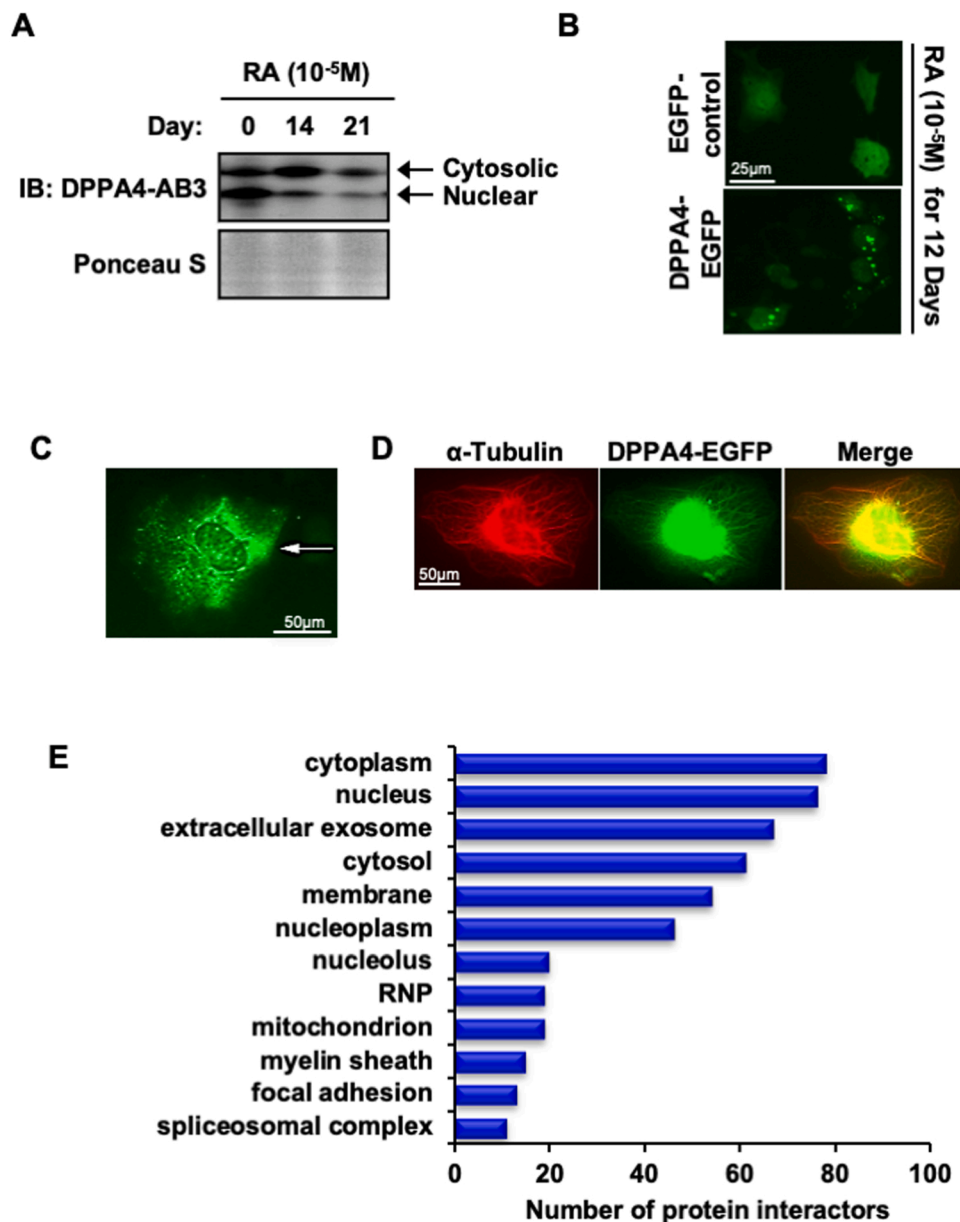 A
RA (10-5M)
Day: 0 14 21
IB: DPPA4-AB3
Cytosolic
Nuclear
Ponceau S
B
EGFP-
control
25µm
DPPA4-
EGFP
RA (10-5M) for 12 Days
C
50µm
D
α-Tubulin
DPPA4-EGFP
Merge
50µm
E
cytoplasm
nucleus
extracellular exosome
cytosol
membrane
nucleoplasm
nucleolus
RNP
mitochondrion
myelin sheath
focal adhesion
spliceosomal complex
0 20 40 60 80 100
Number of protein interactors